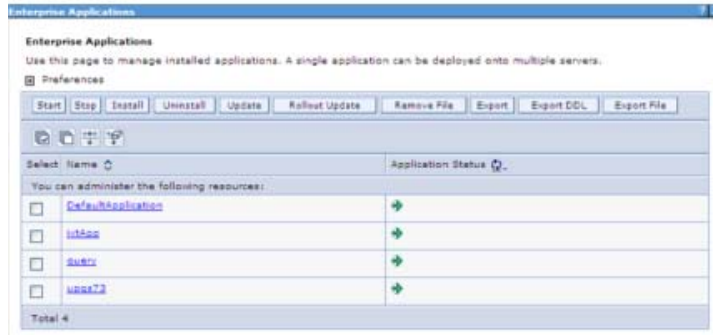 Enterprise Applications
?
Enterprise Applications
Use this page to manage installed applications. A single application can be deployed onto multiple servers.
Preferences
Start Stop Install Uninstall Update Rollout Update Remove File Export Export DDL Export File
Select Name Application Status
You can administer the following resources:
DefaultApplication
ivtApp
query
upgs73
Total 4